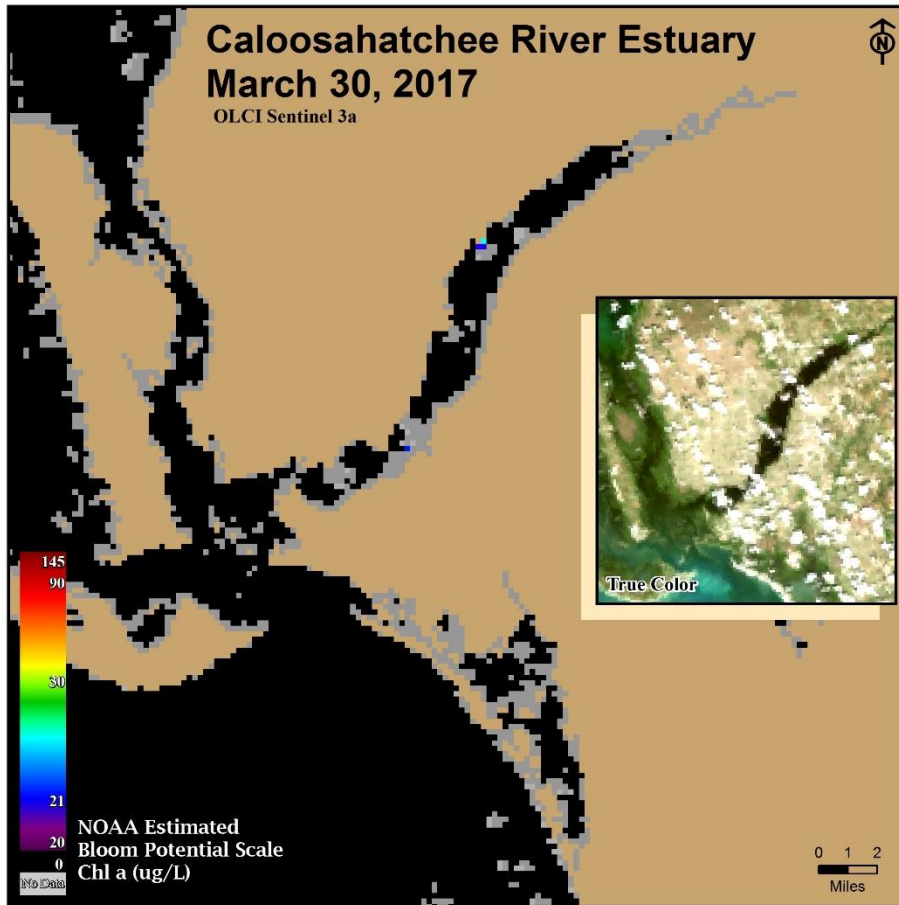 Caloosahatchee River Estuary
March 30, 2017
OLCI Sentinel 3a
N
True Color
145
90
30
21
20
0
No Data
NOAA Estimated
Bloom Potential Scale
Chl a (ug/L)
0 1 2
Miles